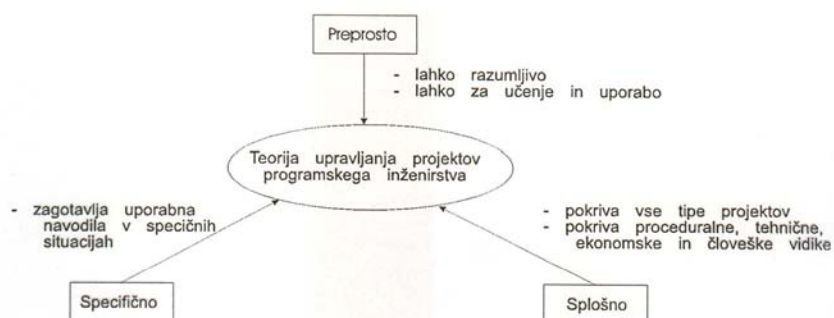 Preprosto
- lahko razumljivo
- lahko za učenje in uporabo
Teorija upravljanja projektov
programskega inženirstva
- zagotavlja uporabna
navodila v specičnih
situacijah
- pokriva vse tipe projektov
- pokriva proceduralne, tehnične,
ekonomske in človeške vidike
Specifično
Splošno